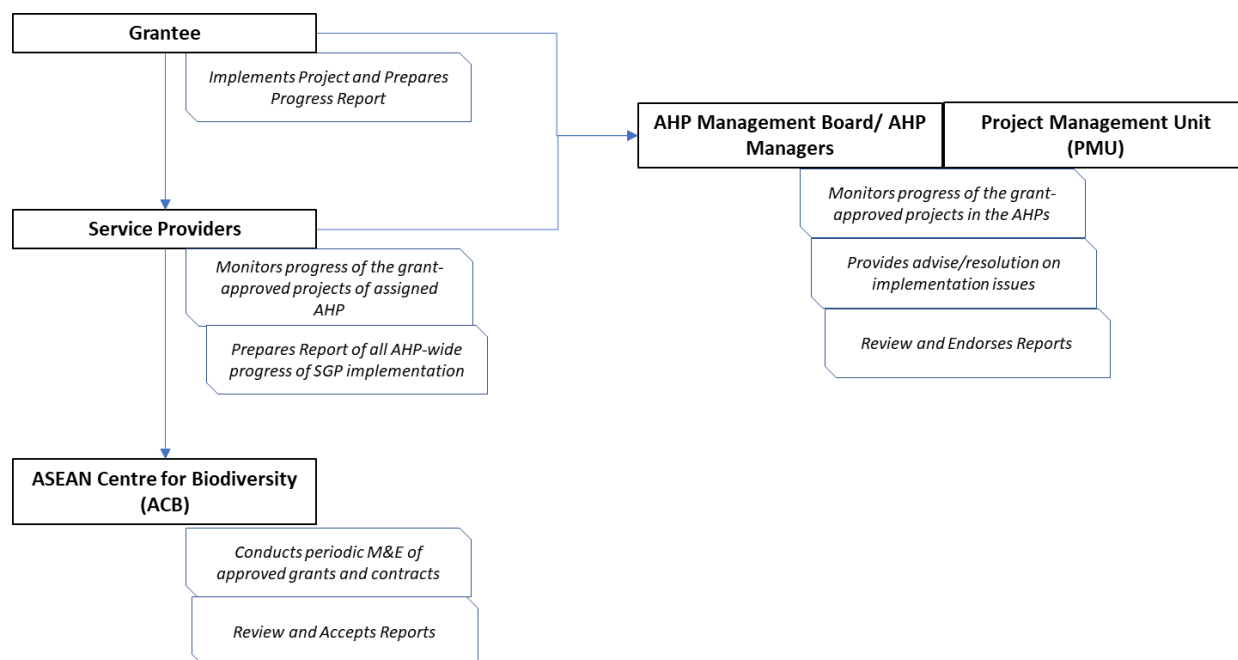 Grantee
Implements Project and Prepares
Progress Report
Service Providers
Monitors progress of the grant-
approved projects of assigned
AHP
Prepares Report of all AHP-wide
progress of SGP implementation
ASEAN Centre for Biodiversity
(ACB)
Conducts periodic M&E of
approved grants and contracts
Review and Accepts Reports
AHP Management Board/ AHP
Managers
Project Management Unit
(PMU)
Monitors progress of the grant-
approved projects in the AHPs
Provides advise/resolution on
implementation issues
Review and Endorses Reports